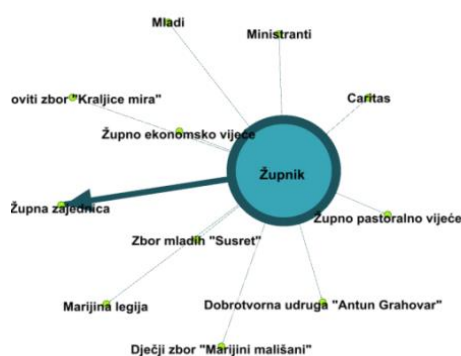 Mladi
Ministranti
oviti zbor "Kraljice mira"
Caritas
Župno ekonomsko vijeće
Župnik
Župna zajednica
Župno pastoralno vijeće
Zbor mladih "Susret"
Marijina legija
Dobrotvorna udruga "Antun Grahovar"
Dječji zbor "Marijini mališani"